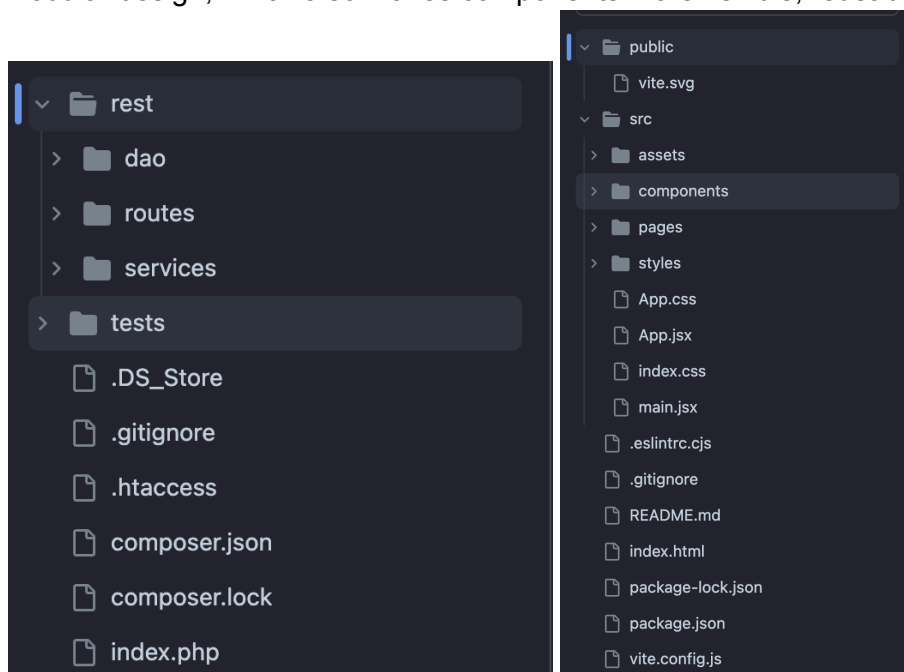 rest
dao
routes
services
tests
.DS_Store
.gitignore
.htaccess
composer.json
composer.lock
index.php
public
vite.svg
src
assets
components
pages
styles
App.css
App.jsx
index.css
main.jsx
.eslintrc.cjs
.gitignore
README.md
index.html
package-lock.json
package.json
vite.config.js